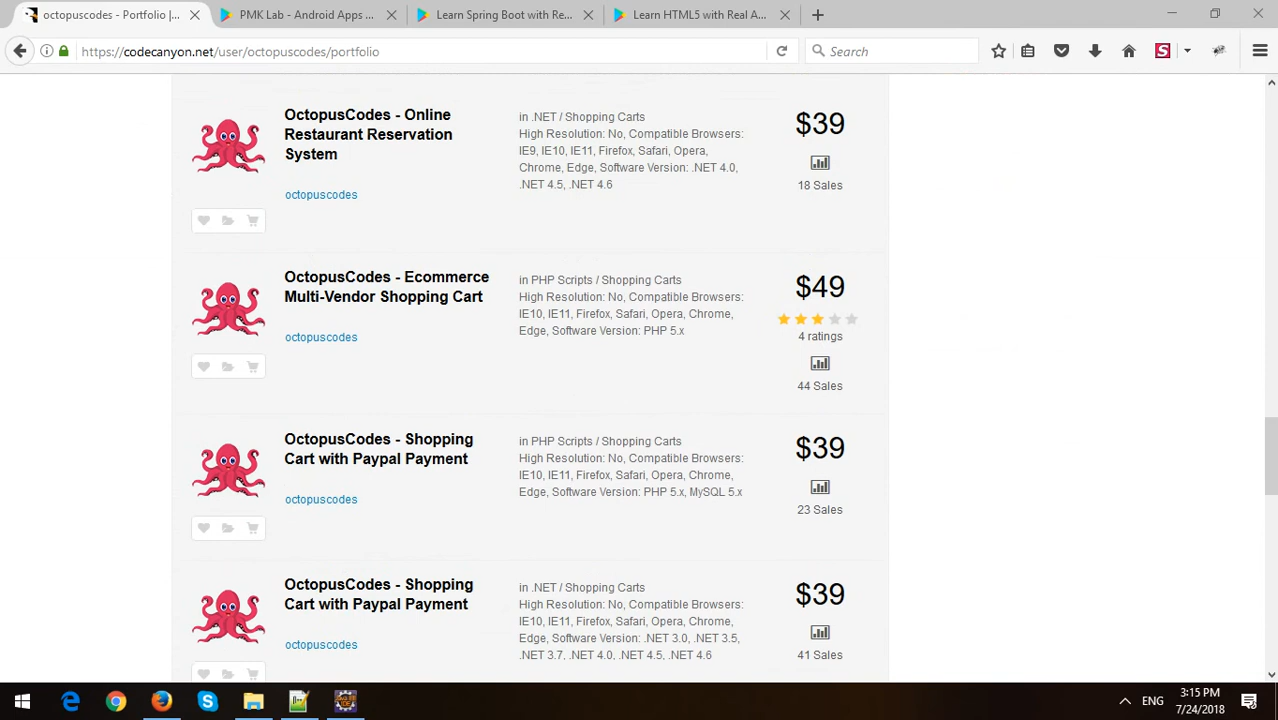 octopuscodes - Portfolio |...
PMK Lab - Android Apps ...
Learn Spring Boot with Re...
Learn HTML5 with Real A...
https://codecanyon.net/user/octopuscodes/portfolio
Search
OctopusCodes - Online
Restaurant Reservation
System
octopuscodes
in .NET / Shopping Carts
High Resolution: No, Compatible Browsers:
IE9, IE10, IE11, Firefox, Safari, Opera,
Chrome, Edge, Software Version: .NET 4.0,
.NET 4.5, .NET 4.6
$39
18 Sales
OctopusCodes - Ecommerce
Multi-Vendor Shopping Cart
octopuscodes
in PHP Scripts / Shopping Carts
High Resolution: No, Compatible Browsers:
IE10, IE11, Firefox, Safari, Opera, Chrome,
Edge, Software Version: PHP 5.x
$49
4 ratings
44 Sales
OctopusCodes - Shopping
Cart with Paypal Payment
octopuscodes
in PHP Scripts / Shopping Carts
High Resolution: No, Compatible Browsers:
IE10, IE11, Firefox, Safari, Opera, Chrome,
Edge, Software Version: PHP 5.x, MySQL 5.x
$39
23 Sales
OctopusCodes - Shopping
Cart with Paypal Payment
octopuscodes
in .NET / Shopping Carts
High Resolution: No, Compatible Browsers:
IE10, IE11, Firefox, Safari, Opera, Chrome,
Edge, Software Version: .NET 3.0, .NET 3.5,
.NET 3.7, .NET 4.0, .NET 4.5, .NET 4.6
$39
41 Sales
ENG
3:15 PM
7/24/2018